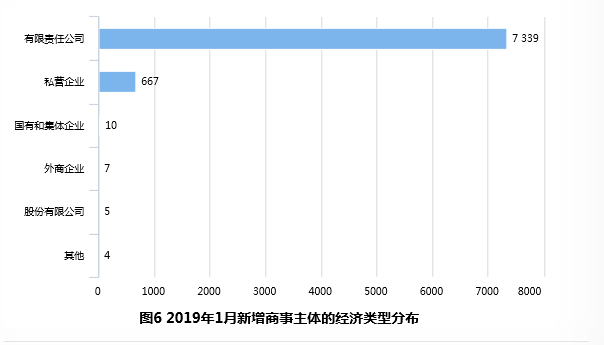 有限责任公司 7 339
私营企业 667
国有和集体企业 10
外商企业 7
股份有限公司 5
其他 4
0 1000 2000 3000 4000 5000 6000 7000 8000
图6 2019年1月新增商事主体的经济类型分布